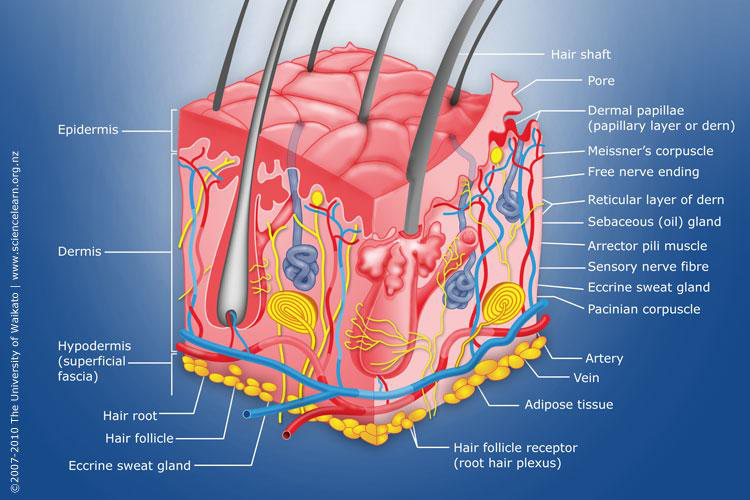 Hair shaft
Pore
Dermal papillae
(papillary layer or dern)
Meissner's corpuscle
Free nerve ending
Reticular layer of dern
Sebaceous (oil) gland
Arrector pili muscle
Sensory nerve fibre
Eccrine sweat gland
Pacinian corpuscle
Artery
Vein
Adipose tissue
Hair follicle receptor
(root hair plexus)
Epidermis
Dermis
Hypodermis
(superficial
fascia)
Hair root
Hair follicle
Eccrine sweat gland
©2007-2010 The University of Waikato | www.sciencelearn.org.nz